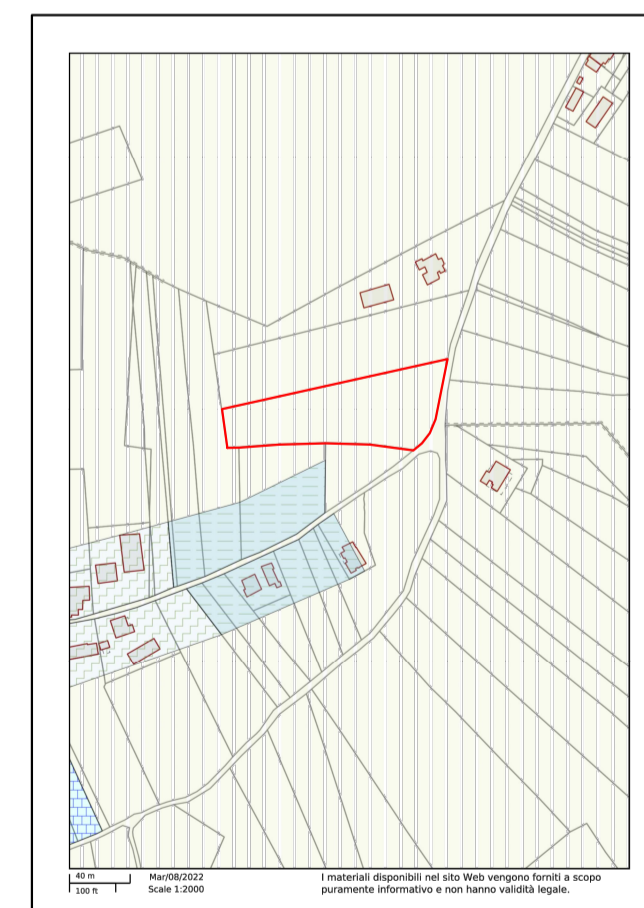 40 m
100 ft
Mar/08/2022
Scale 1:2000
I materiali disponibili nel sito Web vengono forniti a scopo
puramente informativo e non hanno validità legale.